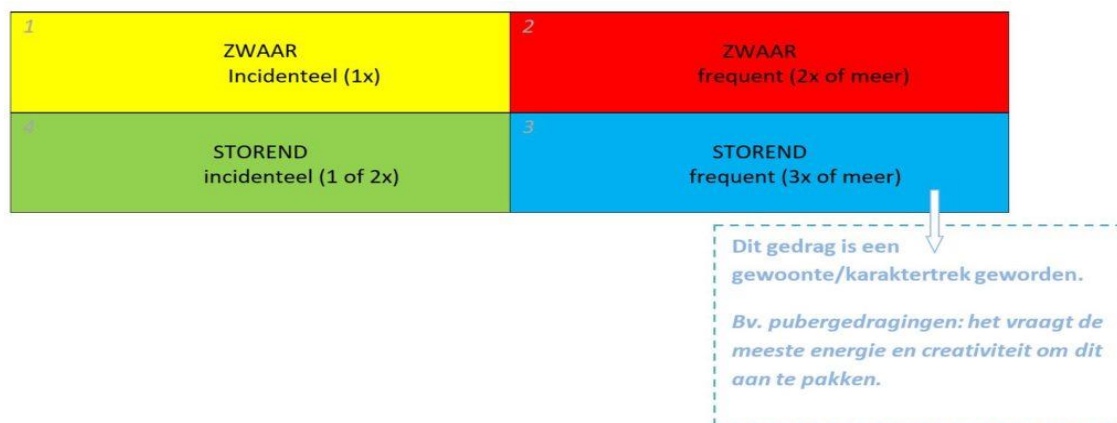 1
ZWAAR
Incidenteel (1x)
2
ZWAAR
frequent (2x of meer)
4
STOREND
incidenteel (1 of 2x)
3
STOREND
frequent (3x of meer)
Dit gedrag is een
gewoonte/karaktertrek geworden.
Bv. pubergedragingen: het vraagt de
meeste energie en creativiteit om dit
aan te pakken.